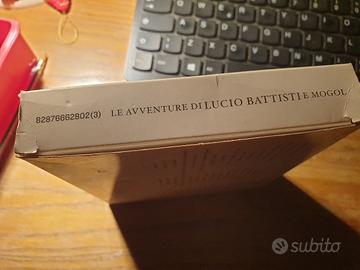 82876662802(3) LE AVVENTURE DI LUCIO BATTISTI E MOGOL
subito